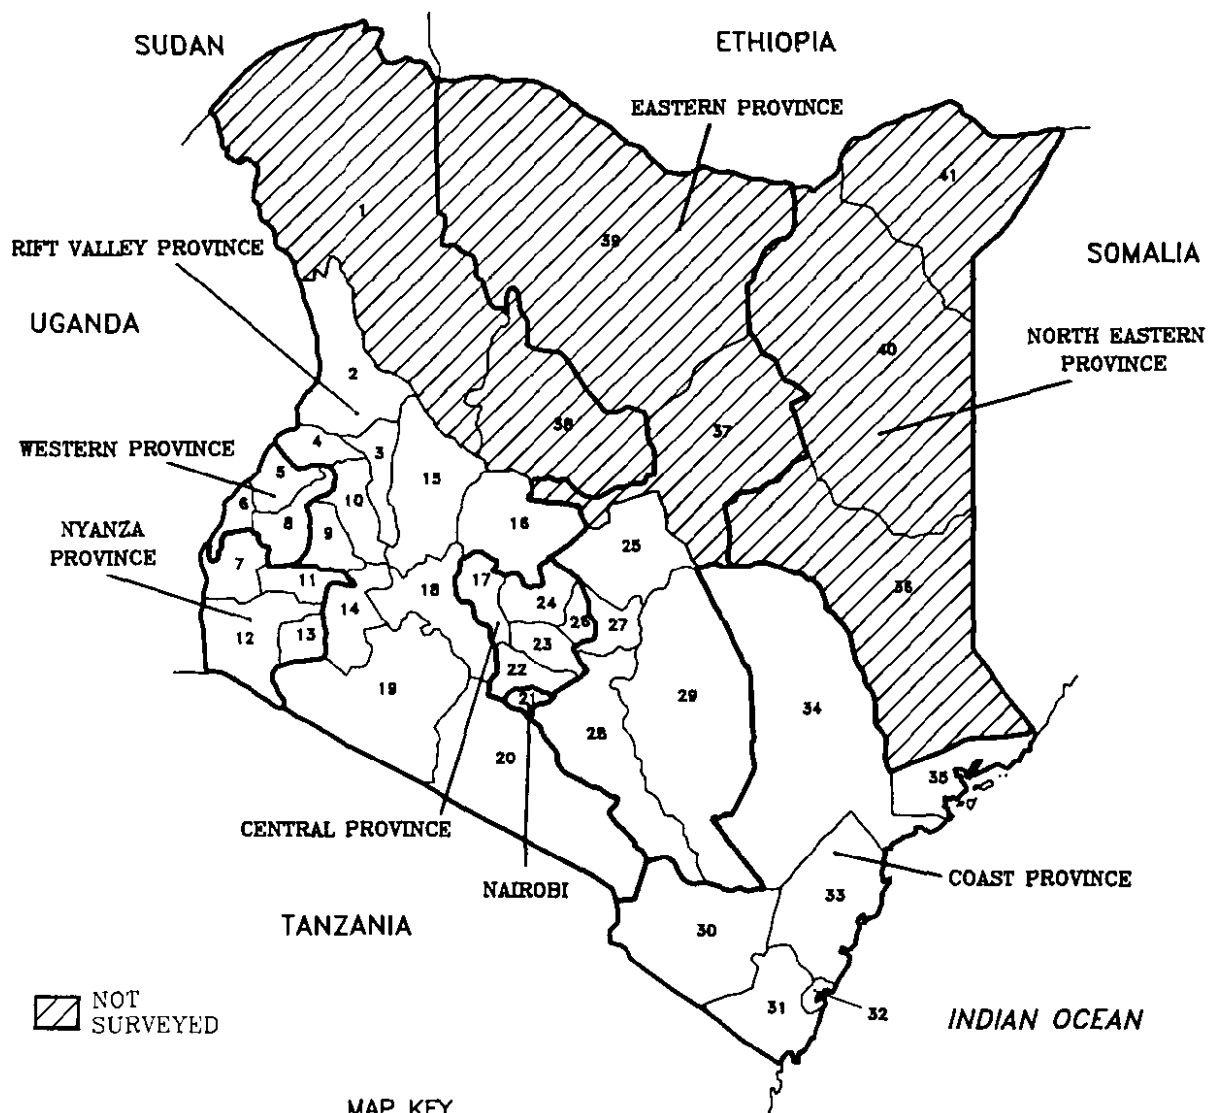 SUDAN
ETHIOPIA
EASTERN PROVINCE
41
1
39
RIFT VALLEY PROVINCE
SOMALIA
UGANDA
NORTH EASTERN
PROVINCE
40
2
38
37
WESTERN PROVINCE
4
3
5
15
6
10
16
NYANZA
PROVINCE
8
9
25
7
11
17
18
36
14
24
26
27
12
13
23
22
19
21
29
34
28
20
35
CENTRAL PROVINCE
NAIROBI
COAST PROVINCE
33
TANZANIA
30
NOT
SURVEYED
31
32
INDIAN OCEAN
MAP KEY